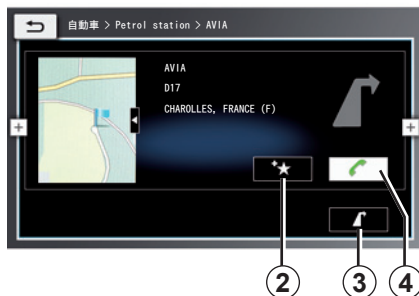 自動車 > Petrol station > AVIA
AVIA
D17
CHAROLLES, FRANCE (F)
2
3
4